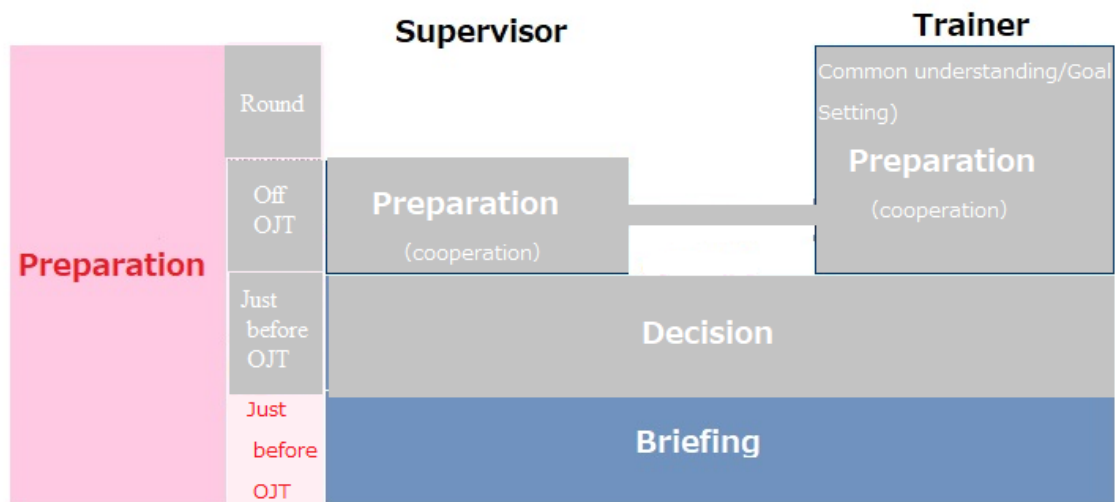 Supervisor
Trainer
Preparation
Round
Common understanding/Goal
Setting)
Preparation
(cooperation)
Off
OJT
Preparation
(cooperation)
Just
before
OJT
Decision
Just
before
OJT
Briefing